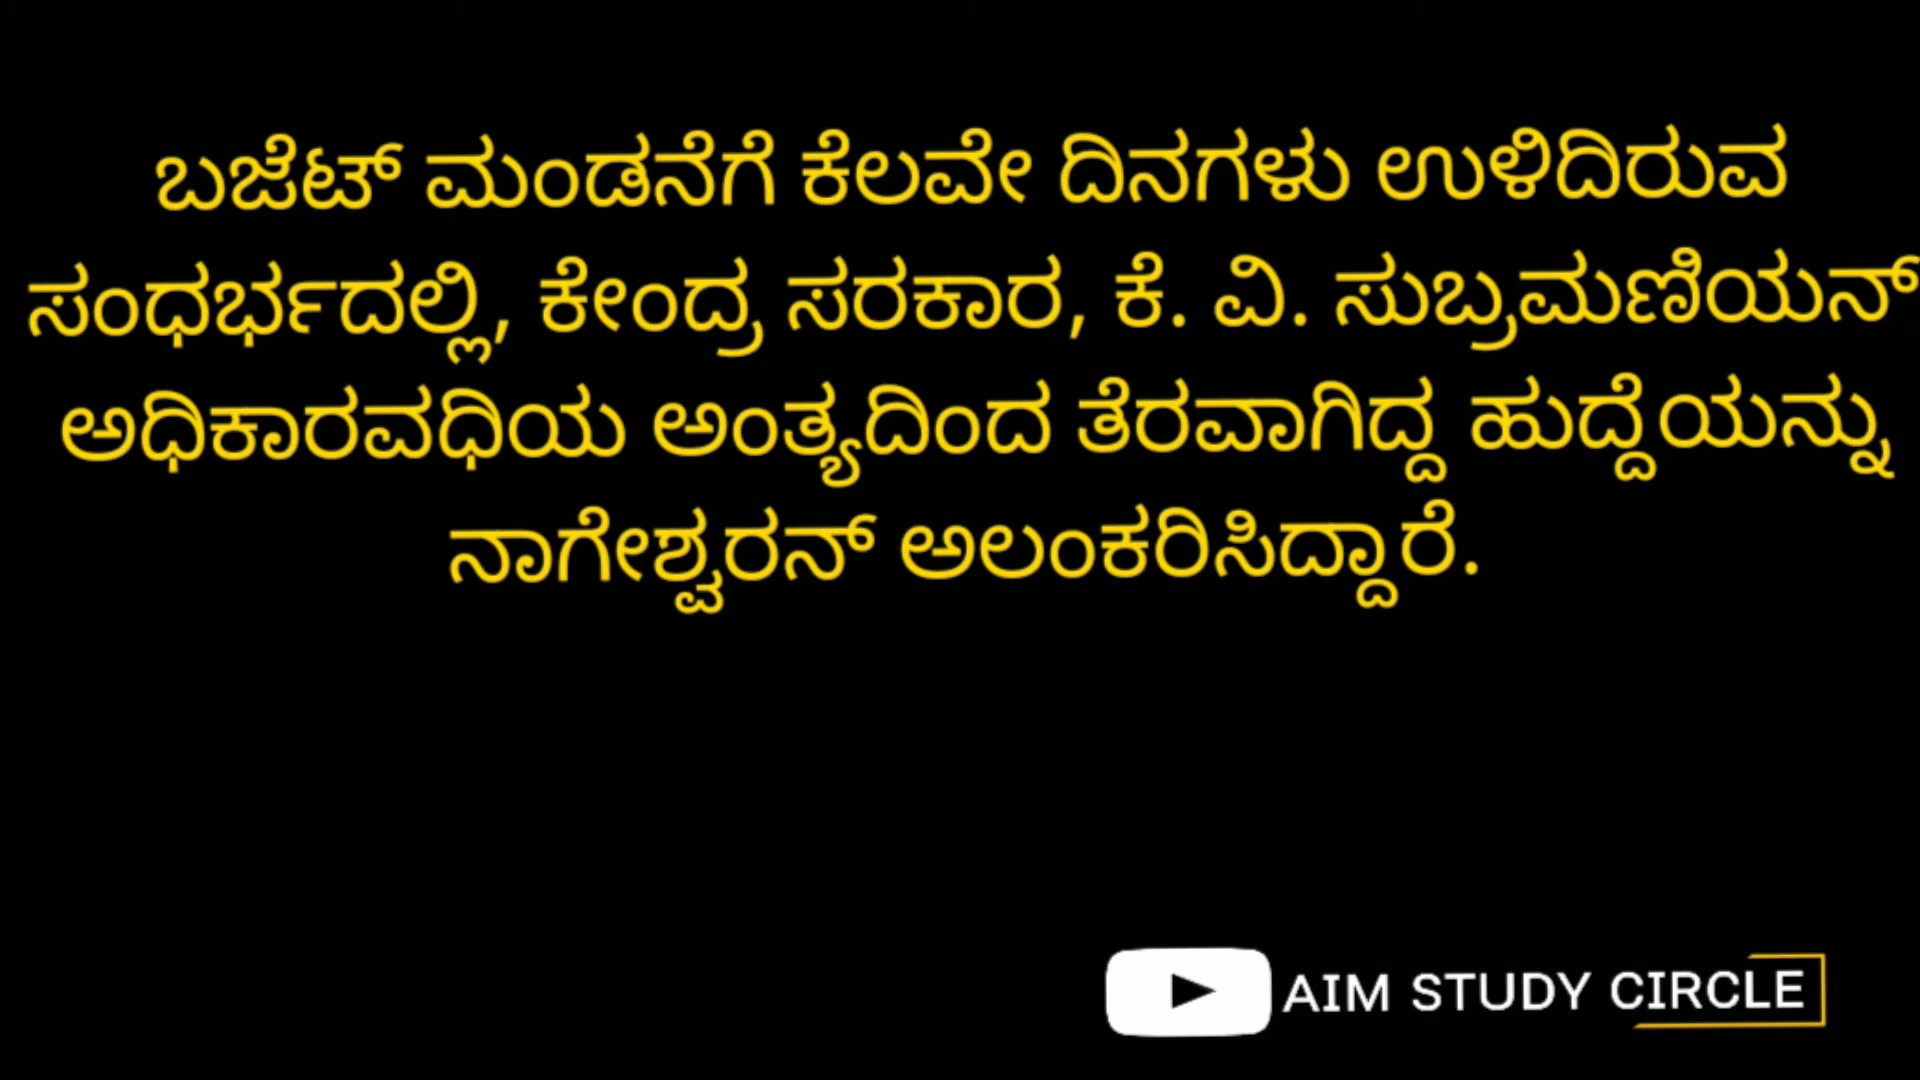 ಬಜೆಟ್ ಮಂಡನೆಗೆ ಕೆಲವೇ ದಿನಗಳು ಉಳಿದಿರುವ
ಸಂಧರ್ಭದಲ್ಲಿ, ಕೇಂದ್ರ ಸರಕಾರ, ಕೆ. ವಿ. ಸುಬ್ರಮಣಿಯನ್
ಅಧಿಕಾರವಧಿಯ ಅಂತ್ಯದಿಂದ ತೆರವಾಗಿದ್ದ ಹುದ್ದೆಯನ್ನು
ನಾಗೇಶ್ವರನ್ ಅಲಂಕರಿಸಿದ್ದಾರೆ.
AIM STUDY CIRCLE